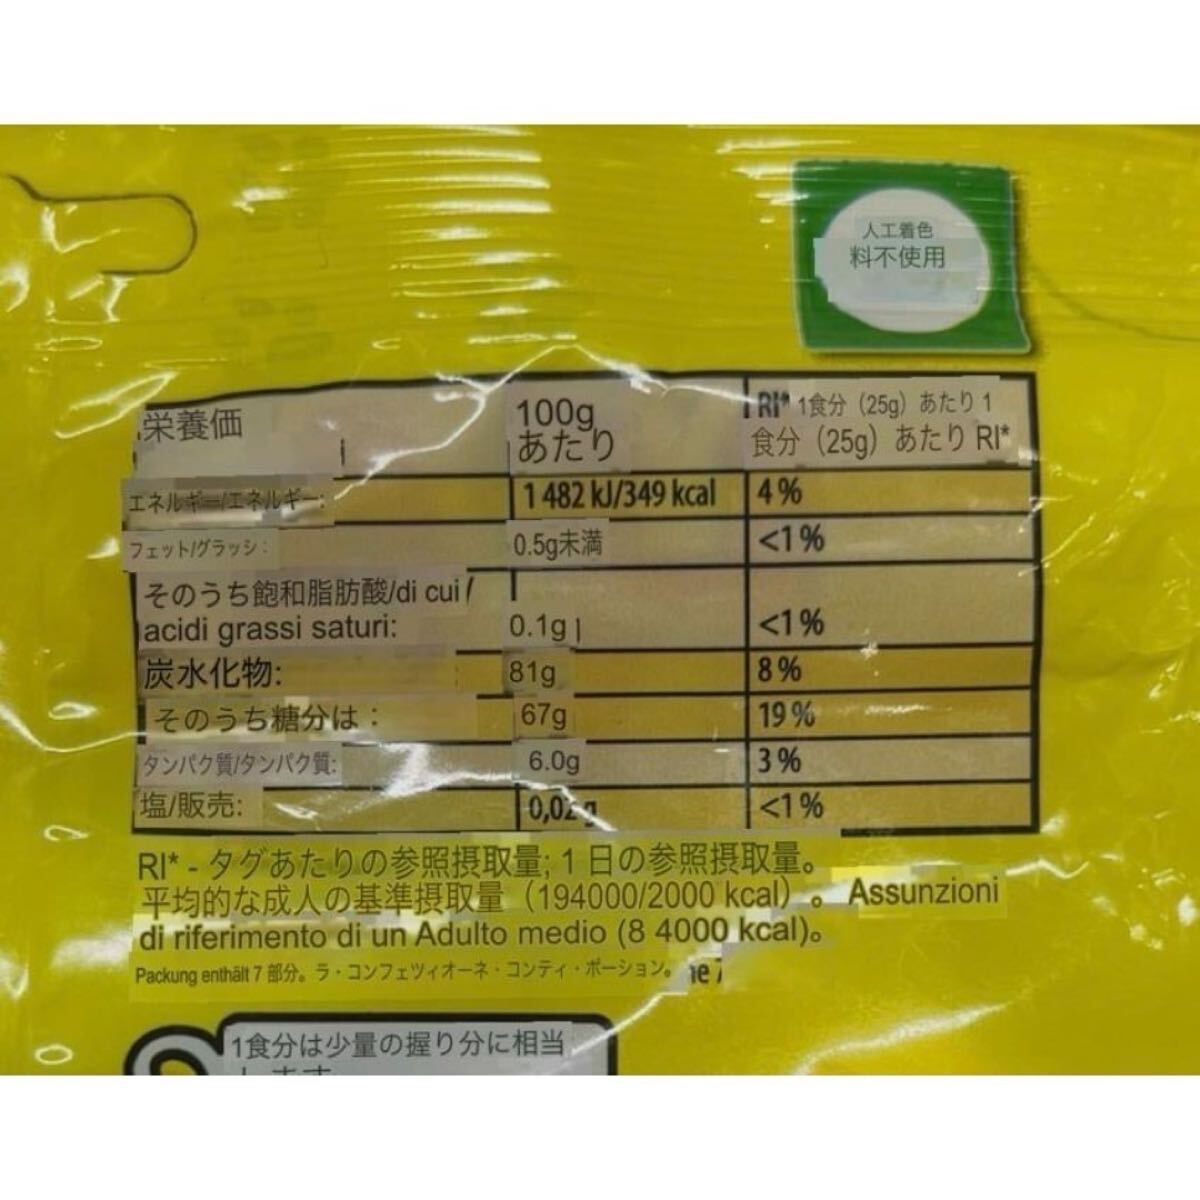 人工着色
料不使用
栄養価
100g
あたり
RI* 1食分（25g）あたり 1
食分（25g）あたり RI*
エネルギー/エネルギー:
1 482 kJ/349 kcal
4 %
フェット/グラッシ:
0.5g未満
<1 %
そのうち飽和脂肪酸/di cui
acidi grassi saturi:
0.1g
<1 %
炭水化物:
81g
8 %
そのうち糖分は：
67g
19 %
タンパク質/タンパク質:
6.0g
3 %
塩/販売:
0,02 g
<1 %
RI* - タグあたりの参照摂取量; 1 日の参照摂取量。
平均的な成人の基準摂取量（194000/2000 kcal）。Assunzioni
di riferimento di un Adulto medio (8 4000 kcal)。
Packung enthält 7 部分。ラ・コンフェツィオーネ・コンティ・ポーション。 ne 7
1食分は少量の握り分に相当